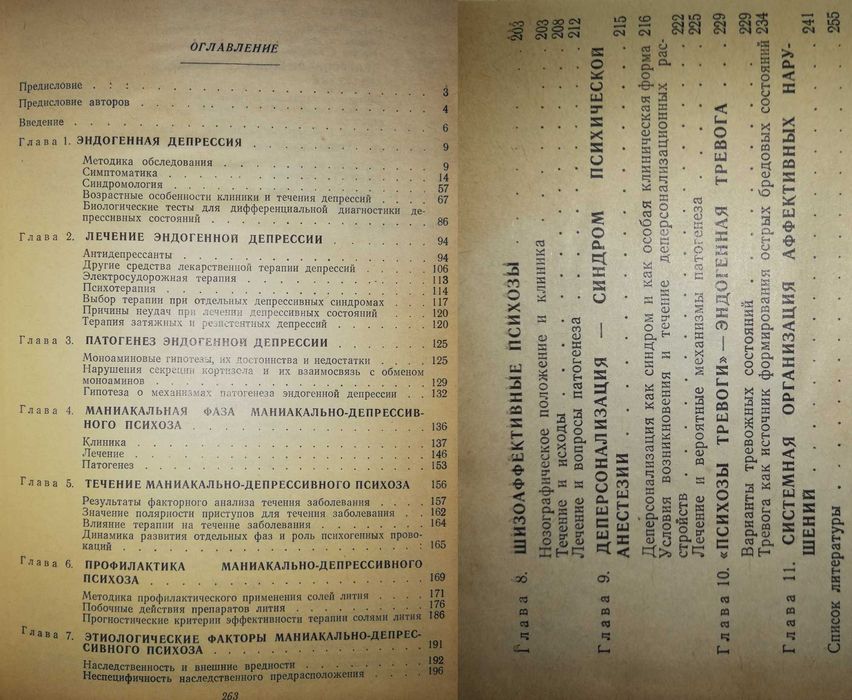 ОГЛАВЛЕНИЕ
Предисловие . : : . . . . . . . . . . 3
Предисловие авторов . . . . . . . . . . 4
Введение . . . . . . . . . . 6
Глава 1. ЭНДОГЕННАЯ ДЕПРЕССИЯ . . . . . . . . 9
Методика обследования . . . . . . . . 9
Симптоматика . . . . . . . . 14
Синдромология . . . . . . . . 57
Возрастные особенности клиники и течения депрессий . . 67
Биологические тесты для дифференциальной диагностики де-
прессивных состояний . . . . . . . . 86
Глава 2. ЛЕЧЕНИЕ ЭНДОГЕННОЙ ДЕПРЕССИИ . . . . 94
Антидепрессанты . . . . . . . . 94
Другие средства лекарственной терапии депрессий . . . . 106
Электросудорожная терапия . . . . . . . . 113
Психотерапия . . . . . . . . 114
Выбор терапии при отдельных депрессивных синдромах . . . 117
Причины неудач при лечении депрессивных состояний . . . 120
Терапия затяжных и резистентных депрессий . . . . 120
Глава 3. ПАТОГЕНЕЗ ЭНДОГЕННОЙ ДЕПРЕССИИ . . . . 125
Моноаминовые гипотезы, их достоинства и недостатки . . . . 125
Нарушения секреции кортизола и их взаимосвязь с обменом
моноаминов . . . . . . . . 129
Гипотеза о механизмах патогенеза эндогенной депрессии . . 132
Глава 4. МАНИАКАЛЬНАЯ ФАЗА МАНИАКАЛЬНО-ДЕПРЕССИВ-
НОГО ПСИХОЗА . . . . . . . . 136
Клиника . . . . . . . . 137
Лечение . . . . . . . . 146
Патогенез . . . . . . . . 153
Глава 5. ТЕЧЕНИЕ МАНИАКАЛЬНО-ДЕПРЕССИВНОГО ПСИХОЗА 156
Результаты факторного анализа течения заболевания . . . . 157
Значение полярности приступов для течения заболевания . . 162
Влияние терапии на течение заболевания . . . . . . 164
Динамика развития отдельных фаз и роль психогенных прово-
каций . . . . . . . . 165
Глава 6. ПРОФИЛАКТИКА МАНИАКАЛЬНО-ДЕПРЕССИВНОГО
ПСИХОЗА . . . . . . . . 169
Методика профилактического применения солей лития . . . . 171
Побочные действия препаратов лития . . . . . . 176
Прогностические критерии эффективности терапии солями лития 186
Глава 7. ЭТИОЛОГИЧЕСКИЕ ФАКТОРЫ МАНИАКАЛЬНО-ДЕПРЕС-
СИВНОГО ПСИХОЗА . . . . . . . . 191
Наследственность и внешние вредности . . . . . . 192
Неспецифичность наследственного предрасположения . . . . 196
263
Глава 8. ШИЗОАФФЕКТИВНЫЕ ПСИХОЗЫ . . . . . . 203
Нозографическое положение и клиника . . . . . . 203
Течение и исходы . . . . . . . . 208
Лечение и вопросы патогенеза . . . . . . 212
Глава 9. ДЕПЕРСОНАЛИЗАЦИЯ — СИНДРОМ ПСИХИЧЕСКОЙ
АНЕСТЕЗИИ . . . . . . . . 215
Деперсонализация как синдром и как особая клиническая форма 216
Условия возникновения и течение деперсонализационных рас-
стройств . . . . . . . . 222
Лечение и вероятные механизмы патогенеза . . . . 225
Глава 10. «ПСИХОЗЫ ТРЕВОГИ» — ЭНДОГЕННАЯ ТРЕВОГА . . 229
Варианты тревожных состояний . . . . . . 229
Тревога как источник формирования острых бредовых состояний 234
Глава 11. СИСТЕМНАЯ ОРГАНИЗАЦИЯ АФФЕКТИВНЫХ НАРУ-
ШЕНИЙ . . . . . . . . 241
Список литературы . . . . . . . . 255